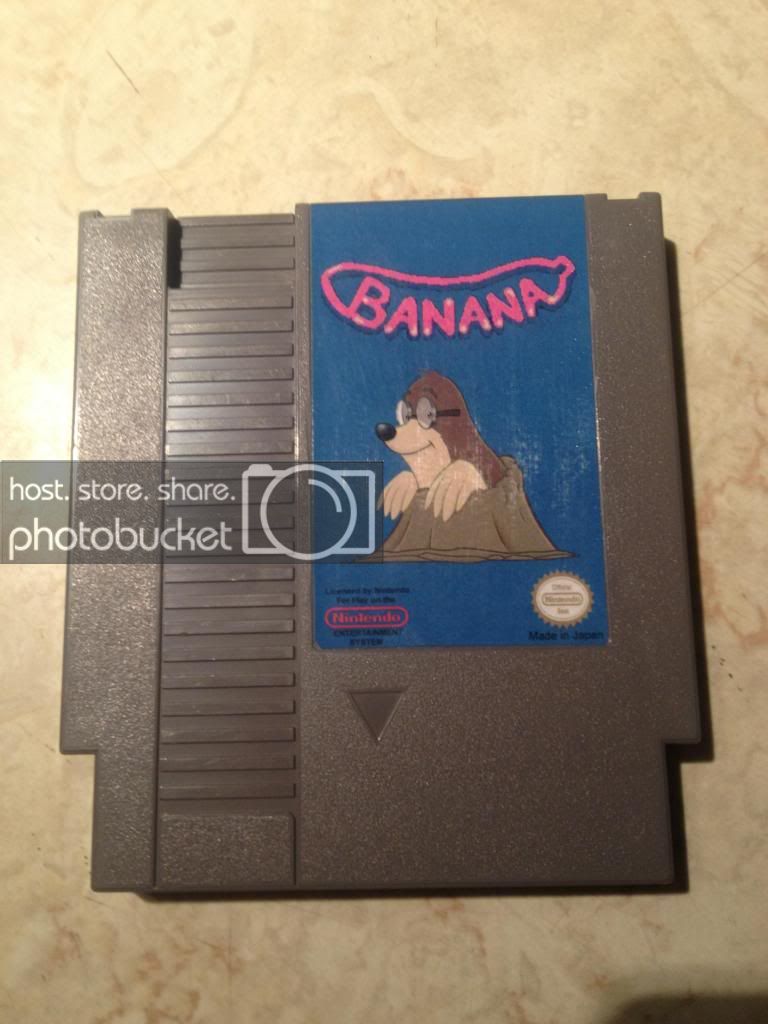 BANANA
host. store. share.
photobucket
Licensed by Nintendo
For Play on the
Nintendo
ENTERTAINMENT
SYSTEM
Official
Nintendo
Seal
Made in Japan